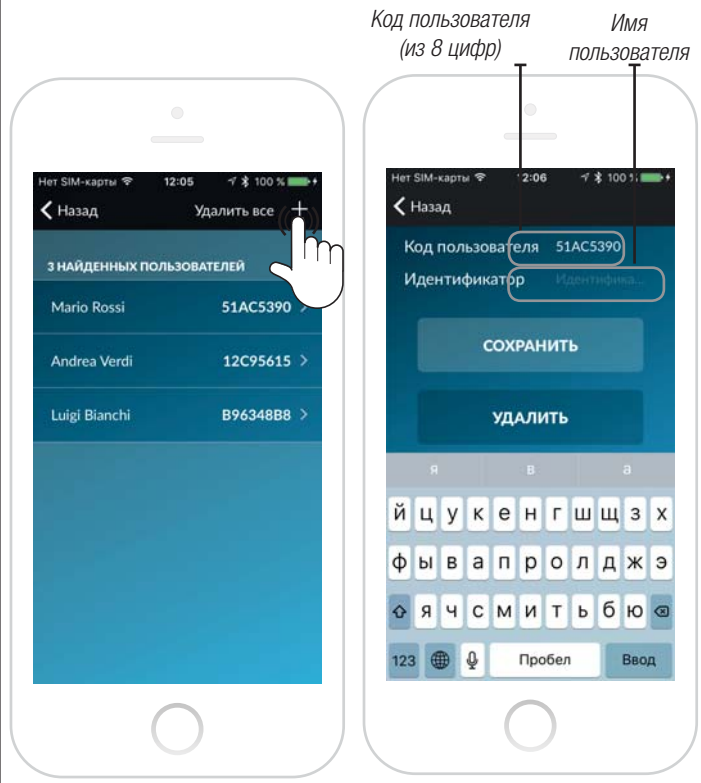 Код пользователя
(из 8 цифр)
Имя
пользователя
Нет SIM-карты 12:05 100 %
Назад Удалить все +
3 НАЙДЕННЫХ ПОЛЬЗОВАТЕЛЕЙ
Mario Rossi 51AC5390
Andrea Verdi 12C95615
Luigi Bianchi B96348B8
Нет SIM-карты 2:06 100 %
Назад
Код пользователя 51AC5390
Идентификатор Идентифика...
СОХРАНИТЬ
УДАЛИТЬ
я в а
й ц у к е н г ш щ з х
ф ы в а п р о л д ж э
я ч с м и т ь б ю
123 Пробел Ввод